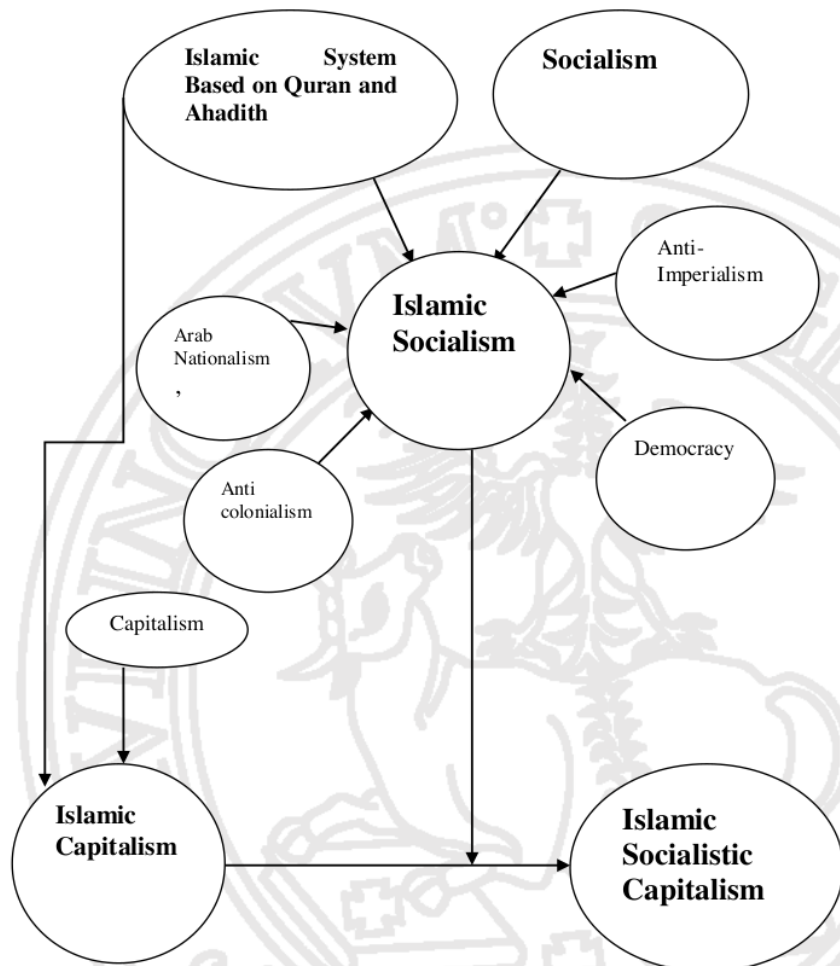 Islamic System
Based on Quran and
Ahadith
Socialism
Anti-
Imperialism
Islamic
Socialism
Arab
Nationalism
,
Democracy
Anti
colonialism
Capitalism
Islamic
Capitalism
Islamic
Socialistic
Capitalism